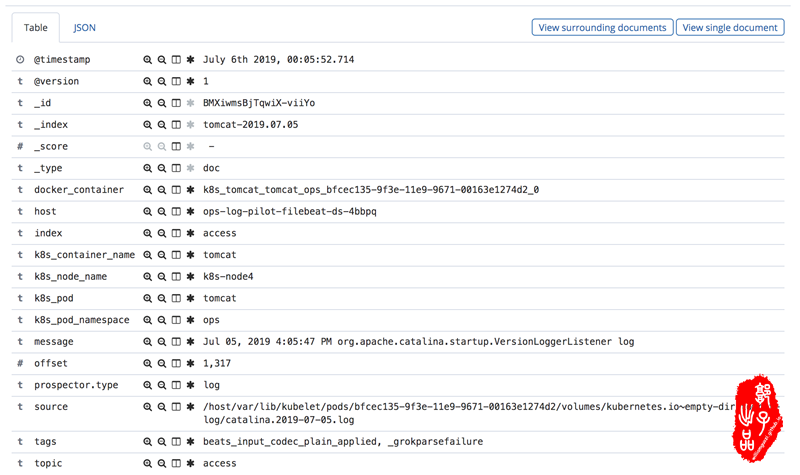 Table JSON View surrounding documents View single document
@timestamp July 6th 2019, 00:05:52.714
t @version 1
t _id BMXiwmsBjTqwiX-viiYo
t _index tomcat-2019.07.05
# _score -
t _type doc
t docker_container k8s_tomcat_tomcat_ops_bfcec135-9f3e-11e9-9671-00163e1274d2_0
t host ops-log-pilot-filebeat-ds-4bbpq
t index access
t k8s_container_name tomcat
t k8s_node_name k8s-node4
t k8s_pod tomcat
t k8s_pod_namespace ops
t message Jul 05, 2019 4:05:47 PM org.apache.catalina.startup.VersionLoggerListener log
# offset 1,317
t prospector.type log
t source /host/var/lib/kubelet/pods/bfcec135-9f3e-11e9-9671-00163e1274d2/volumes/kubernetes.io~empty-dir
log/catalina.2019-07-05.log
t tags beats_input_codec_plain_applied, _grokparsefailure
t topic access